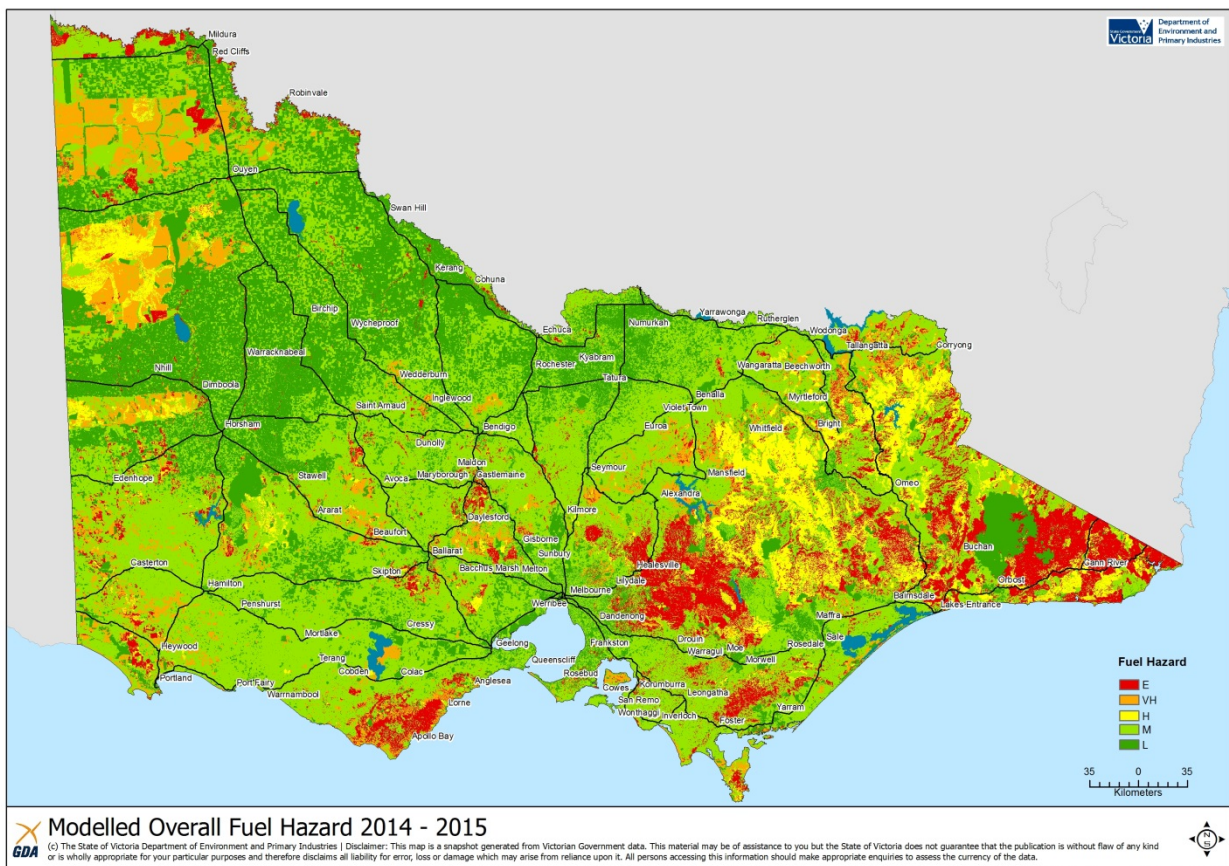 State Government
Victoria
Department of
Environment and
Primary Industries
Mildura
Red Cliffs
Robinvale
Ouyen
Swan Hill
Kerang
Cohuna
Birchip
Wycheproof
Echuca
Numurkah
Yarrawonga
Rutherglen
Wodonga
Tallangatta
Corryong
Warracknabeal
Rochester
Kyabram
Nhill
Dimboola
Wedderburn
Tatura
Wangaratta
Beechworth
Saint Arnaud
Inglewood
Benalla
Myrtleford
Violet Town
Horsham
Bendigo
Euroa
Whitfield
Bright
Dunolly
Edenhope
Stawell
Maldon
Avoca
Maryborough
Castlemaine
Seymour
Mansfield
Omeo
Alexandra
Ararat
Beaufort
Daylesford
Kilmore
Gisborne
Sunbury
Buchan
Casterton
Ballarat
Bacchus Marsh
Melton
Healesville
Cann River
Hamilton
Skipton
Lilydale
Orbost
Melbourne
Bairnsdale
Penshurst
Werribee
Lakes Entrance
Dandenong
Maffra
Cressy
Mortlake
Drouin
Rosedale
Sale
Heywood
Geelong
Frankston
Warragul
Moe
Terang
Queenscliff
Morwell
Cobden
Colac
Portland
Port Fairy
Anglesea
Rosebud
Korumburra
Cowes
Leongatha
Warrnambool
Lorne
San Remo
Yarram
Wonthaggi
Inverloch
Foster
Apollo Bay
Fuel Hazard
E
VH
H
M
L
35 0 35
Kilometers
GDA
Modelled Overall Fuel Hazard 2014 - 2015
(c) The State of Victoria Department of Environment and Primary Industries | Disclaimer: This map is a snapshot generated from Victorian Government data. This material may be of assistance to you but the State of Victoria does not guarantee that the publication is without flaw of any kind
or is wholly appropriate for your particular purposes and therefore disclaims all liability for error, loss or damage which may arise from reliance upon it. All persons accessing this information should make appropriate enquiries to assess the currency of the data.
N
S